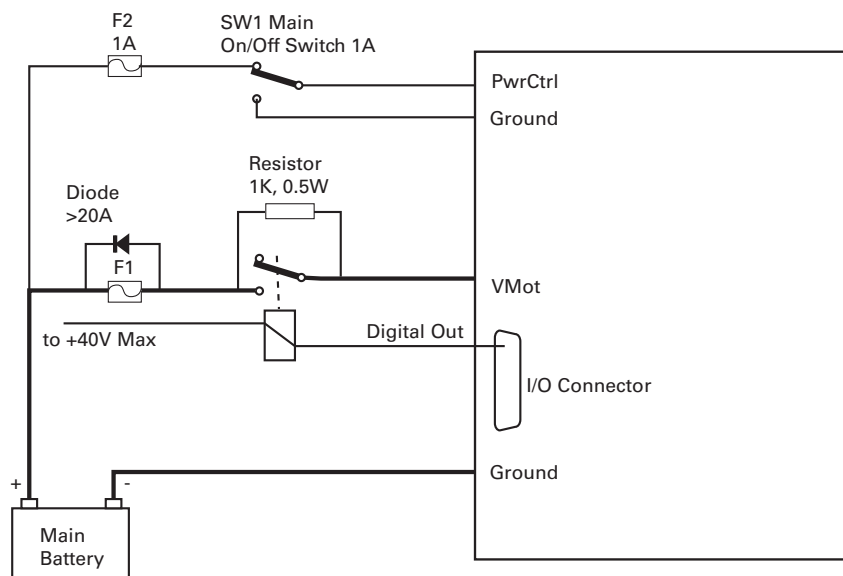 F2
1A
SW1 Main
On/Off Switch 1A
PwrCtrl
Ground
Resistor
1K, 0.5W
Diode
>20A
F1
VMot
to +40V Max
Digital Out
I/O Connector
Ground
+
-
Main
Battery